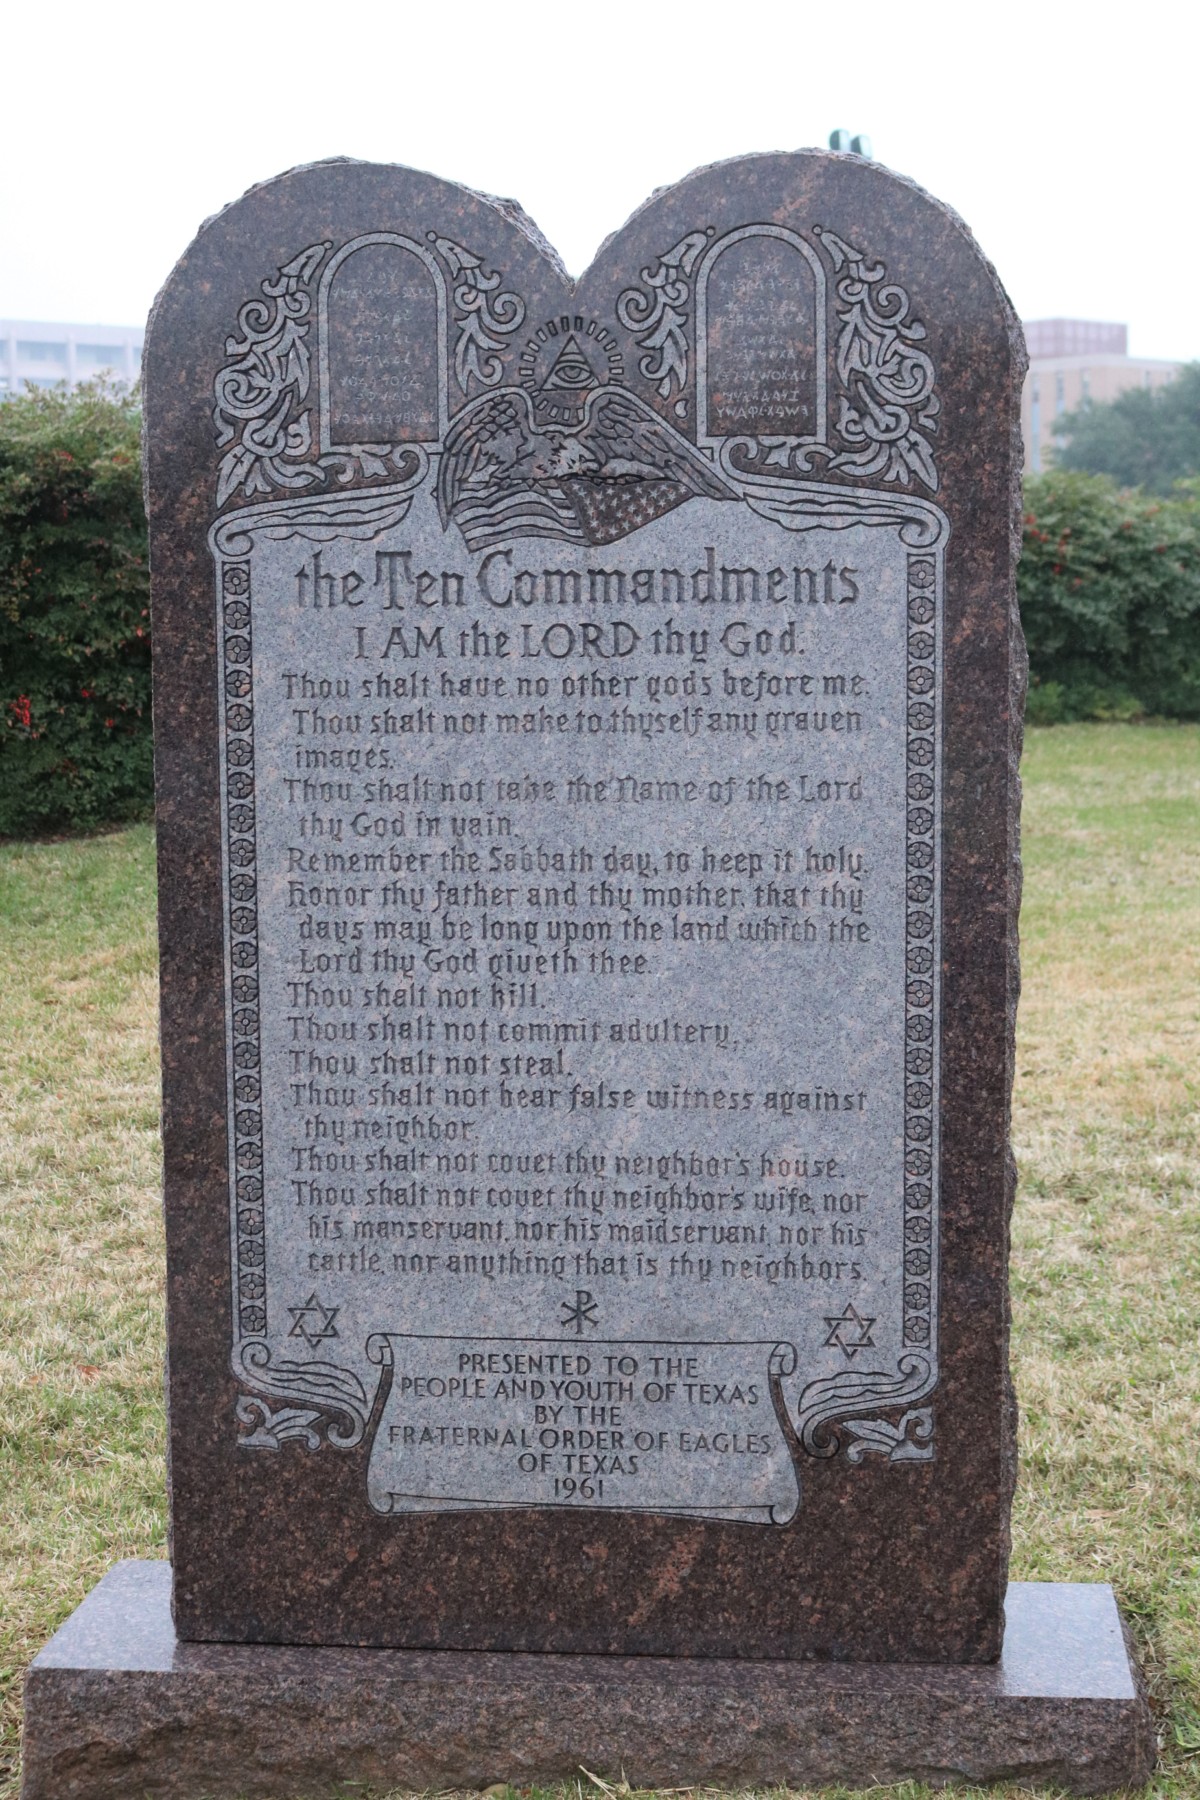 the Ten Commandments
I AM the LORD thy God.
Thou shalt have no other gods before me.
Thou shalt not make to thyself any graven
images.
Thou shalt not take the Name of the Lord
thy God in vain.
Remember the Sabbath day, to keep it holy.
Honor thy father and thy mother, that thy
days may be long upon the land which the
Lord thy God giveth thee.
Thou shalt not kill.
Thou shalt not commit adultery.
Thou shalt not steal.
Thou shalt not bear false witness against
thy neighbor.
Thou shalt not covet thy neighbor's house.
Thou shalt not covet thy neighbor's wife, nor
his manservant, nor his maidservant, nor his
cattle, nor anything that is thy neighbor's.
PRESENTED TO THE
PEOPLE AND YOUTH OF TEXAS
BY THE
FRATERNAL ORDER OF EAGLES
OF TEXAS
1961